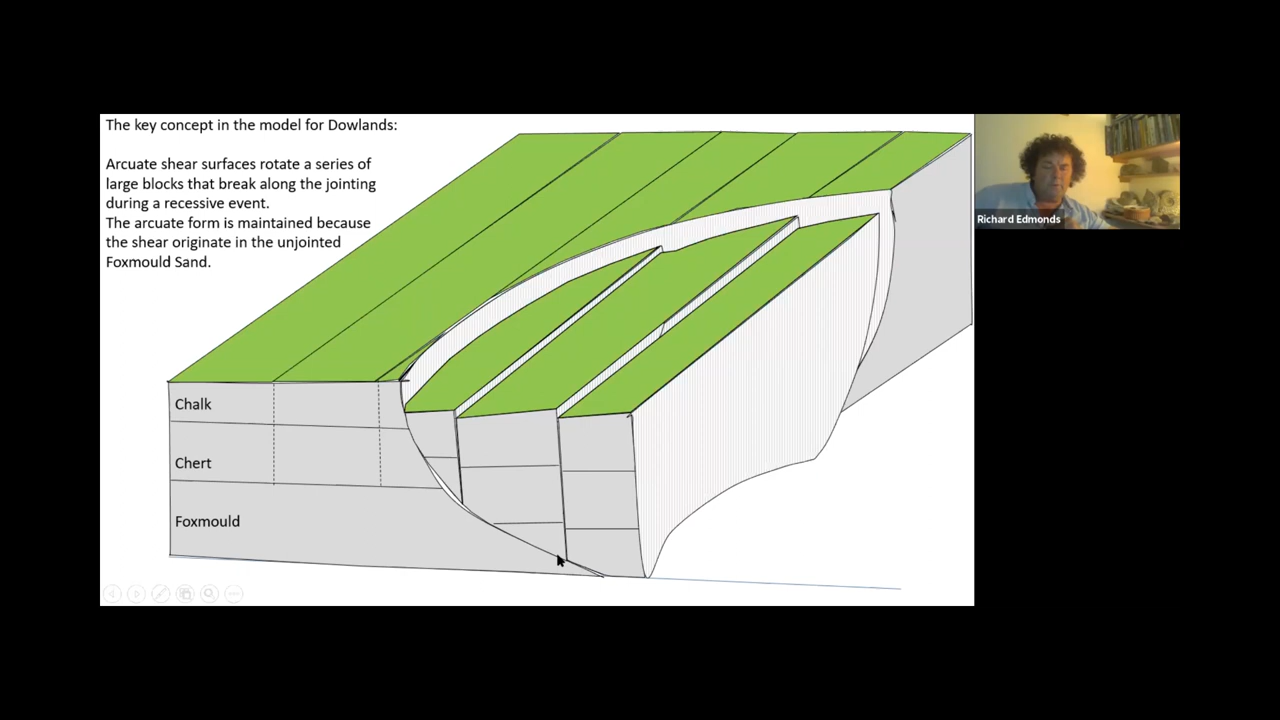 The key concept in the model for Dowlands:
Arcuate shear surfaces rotate a series of
large blocks that break along the jointing
during a recessive event.
The arcuate form is maintained because
the shear originate in the unjointed
Foxmould Sand.
Richard Edmonds
Chalk
Chert
Foxmould